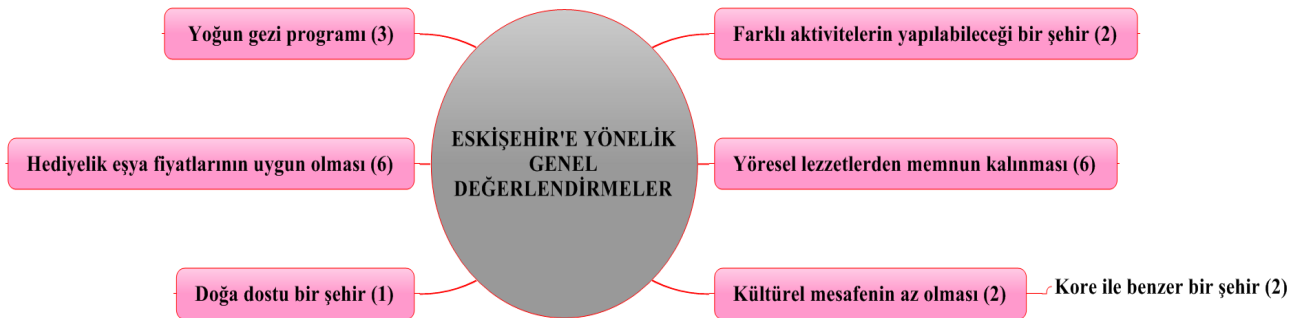 Yoğun gezi programı (3)
Farklı aktivitelerin yapılabileceği bir şehir (2)
ESKİŞEHİR'E YÖNELİK
GENEL
DEĞERLENDİRMELER
Hediyelik eşya fiyatlarının uygun olması (6)
Yöresel lezzetlerden memnun kalınması (6)
Doğa dostu bir şehir (1)
Kültürel mesafenin az olması (2)
Kore ile benzer bir şehir (2)